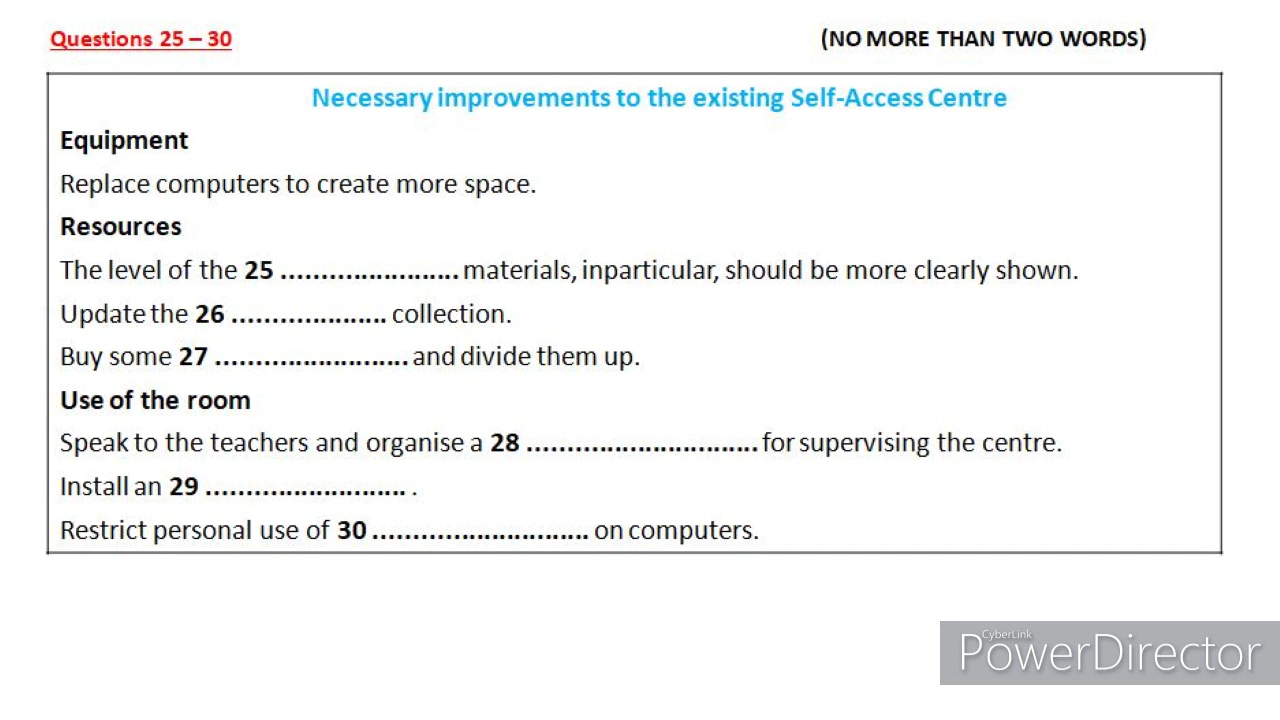 Questions 25 – 30 (NO MORE THAN TWO WORDS)
Necessary improvements to the existing Self-Access Centre
Equipment
Replace computers to create more space.
Resources
The level of the 25 ...................... materials, inparticular, should be more clearly shown.
Update the 26 ................... collection.
Buy some 27 ........................ and divide them up.
Use of the room
Speak to the teachers and organise a 28 ............................ for supervising the centre.
Install an 29 ......................... .
Restrict personal use of 30 ........................... on computers.
CyberLink
PowerDirector